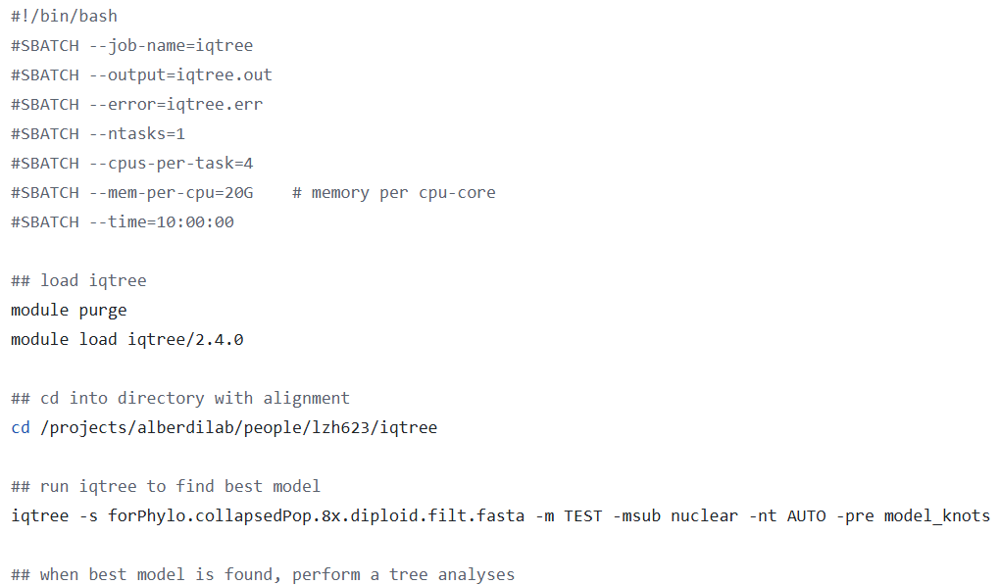 #!/bin/bash
#SBATCH --job-name=iqtree
#SBATCH --output=iqtree.out
#SBATCH --error=iqtree.err
#SBATCH --ntasks=1
#SBATCH --cpus-per-task=4
#SBATCH --mem-per-cpu=20G    # memory per cpu-core
#SBATCH --time=10:00:00

## load iqtree
module purge
module load iqtree/2.4.0

## cd into directory with alignment
cd /projects/alberdilab/people/lzh623/iqtree

## run iqtree to find best model
iqtree -s forPhylo.collapsedPop.8x.diploid.filt.fasta -m TEST -msub nuclear -nt AUTO -pre model_knots

## when best model is found, perform a tree analyses